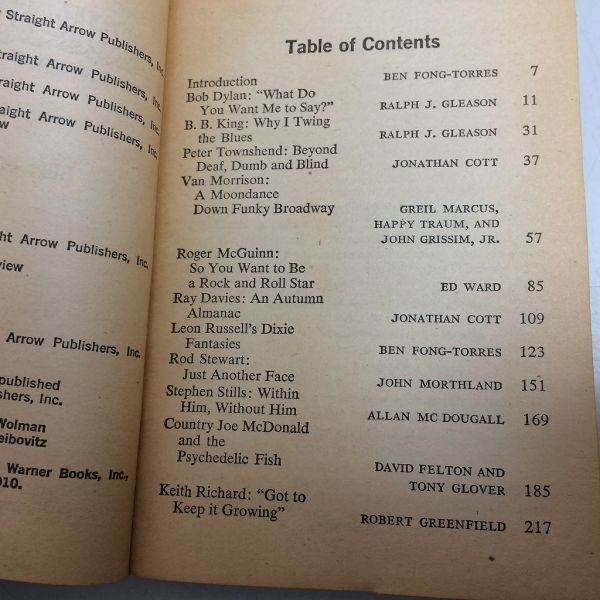 Straight Arrow Publishers, Inc.
Straight Arrow Publishers, Inc.
Straight Arrow Publishers, Inc.
Arrow Publishers, Inc.
Arrow Publishers, Inc.
Arrow Publishers, Inc.
published
Inc.
Wolman
Warner Books, Inc.,
Table of Contents
Introduction BEN FONG-TORRES 7
Bob Dylan: "What Do
You Want Me to Say?" RALPH J. GLEASON 11
B. B. King: Why I Twing
the Blues RALPH J. GLEASON 31
Peter Townshend: Beyond
Deaf, Dumb and Blind JONATHAN COTT 37
Van Morrison:
A Moondance
Down Funky Broadway GREIL MARCUS,
HAPPY TRAUM, AND
JOHN GRISSIM, JR. 57
Roger McGuinn:
So You Want to Be
a Rock and Roll Star ED WARD 85
Ray Davies: An Autumn
Almanac JONATHAN COTT 109
Leon Russell's Dixie
Fantasies BEN FONG-TORRES 123
Rod Stewart:
Just Another Face JOHN MORTHLAND 151
Stephen Stills: Within
Him, Without Him ALLAN MC DOUGALL 169
Country Joe McDonald
and the
Psychedelic Fish DAVID FELTON AND
TONY GLOVER 185
Keith Richard: "Got to
Keep it Growing" ROBERT GREENFIELD 217